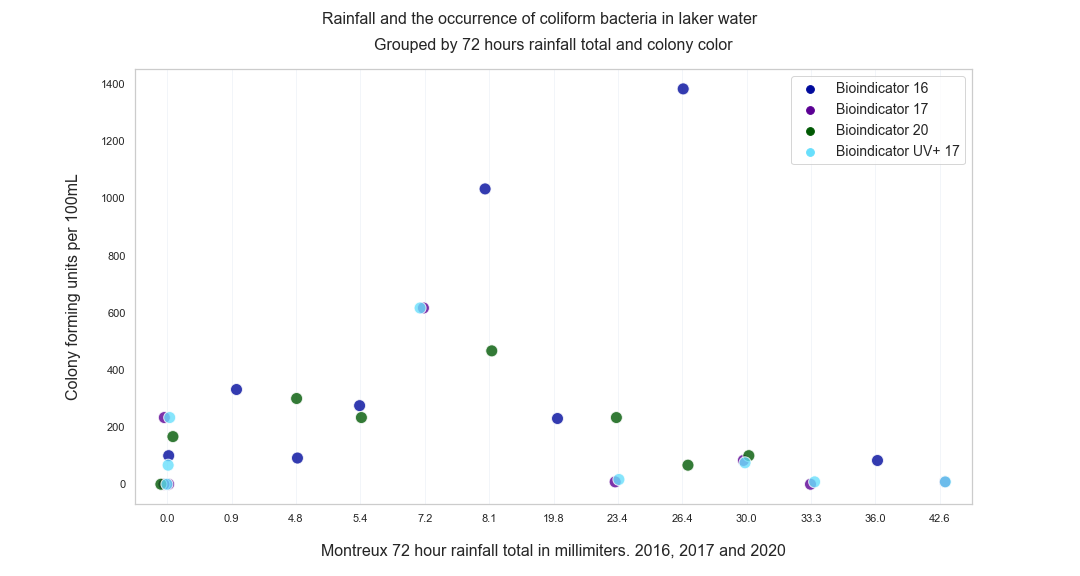 Rainfall and the occurrence of coliform bacteria in laker water
Grouped by 72 hours rainfall total and colony color
Bioindicator 16
Bioindicator 17
Bioindicator 20
Bioindicator UV+ 17
Colony forming units per 100mL
1400
1200
1000
800
600
400
200
0
0.0 0.9 4.8 5.4 7.2 8.1 19.8 23.4 26.4 30.0 33.3 36.0 42.6
Montreux 72 hour rainfall total in millimiters. 2016, 2017 and 2020